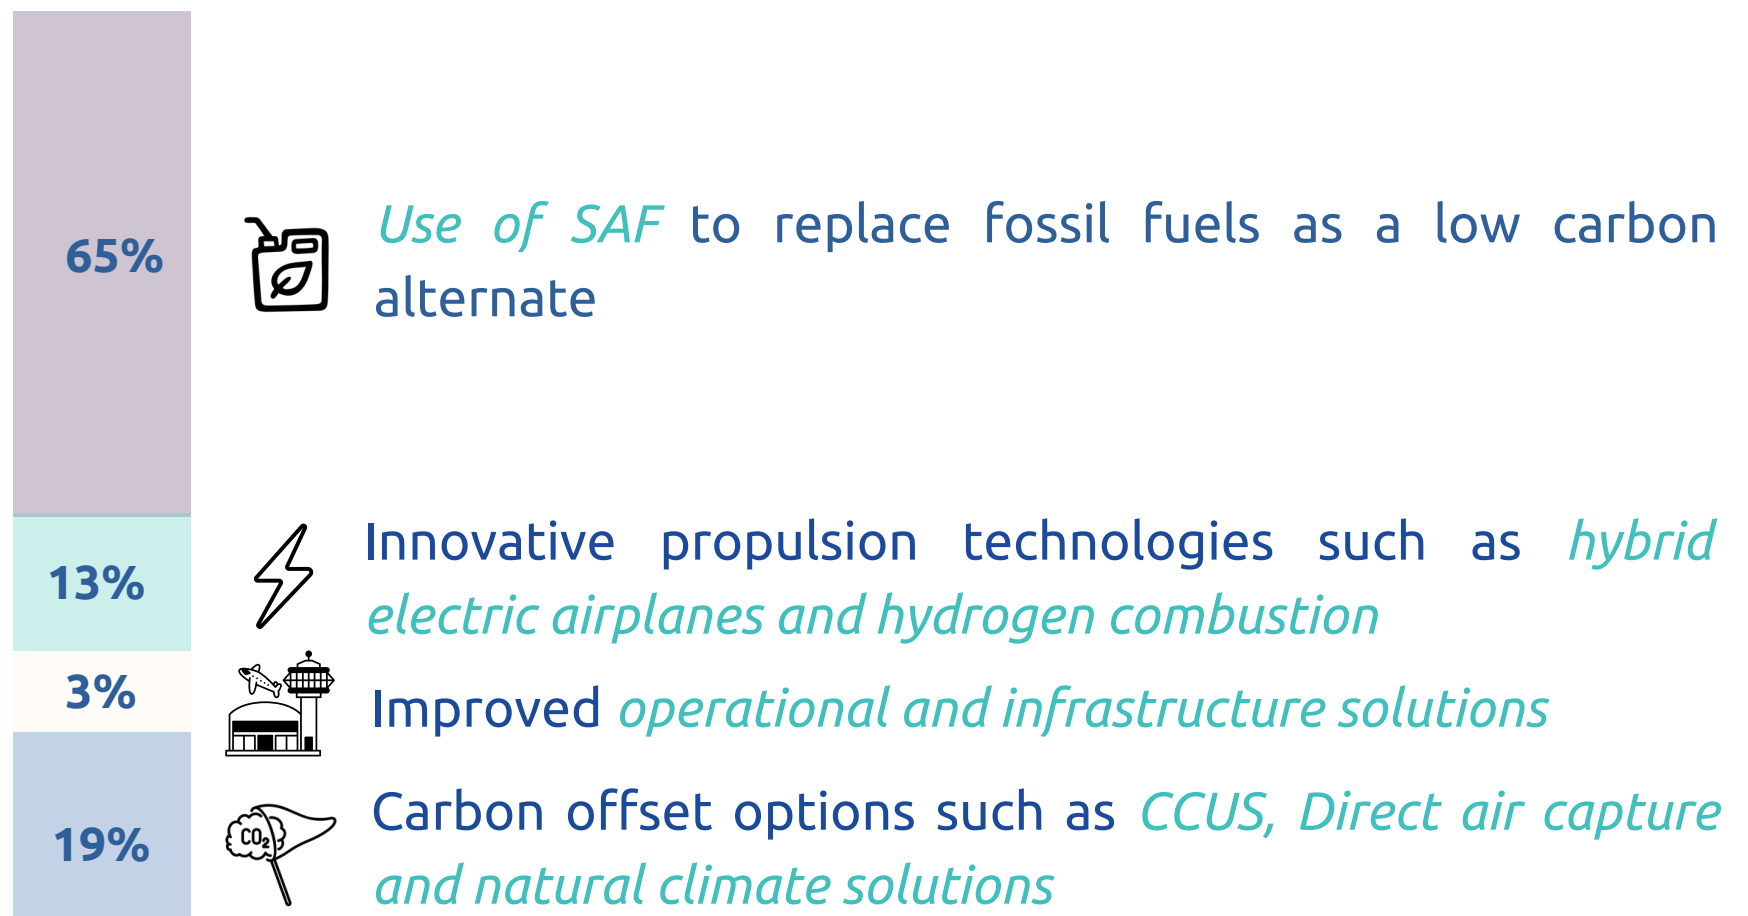 65%
Use of SAF to replace fossil fuels as a low carbon
alternate
13%
Innovative propulsion technologies such as hybrid
electric airplanes and hydrogen combustion
3%
Improved operational and infrastructure solutions
19%
CO₂
Carbon offset options such as CCUS, Direct air capture
and natural climate solutions